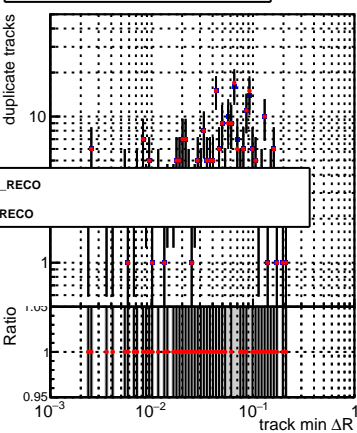 duplicate tracks
10
_RECO
RECO
1
1.05
Ratio
1
0.95
10⁻³
10⁻²
10⁻¹
1
track min ΔR